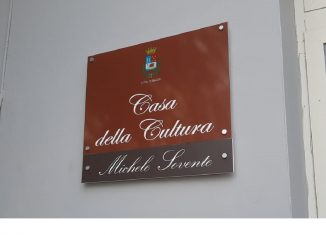 Casa
della Cultura
Michele Sovente